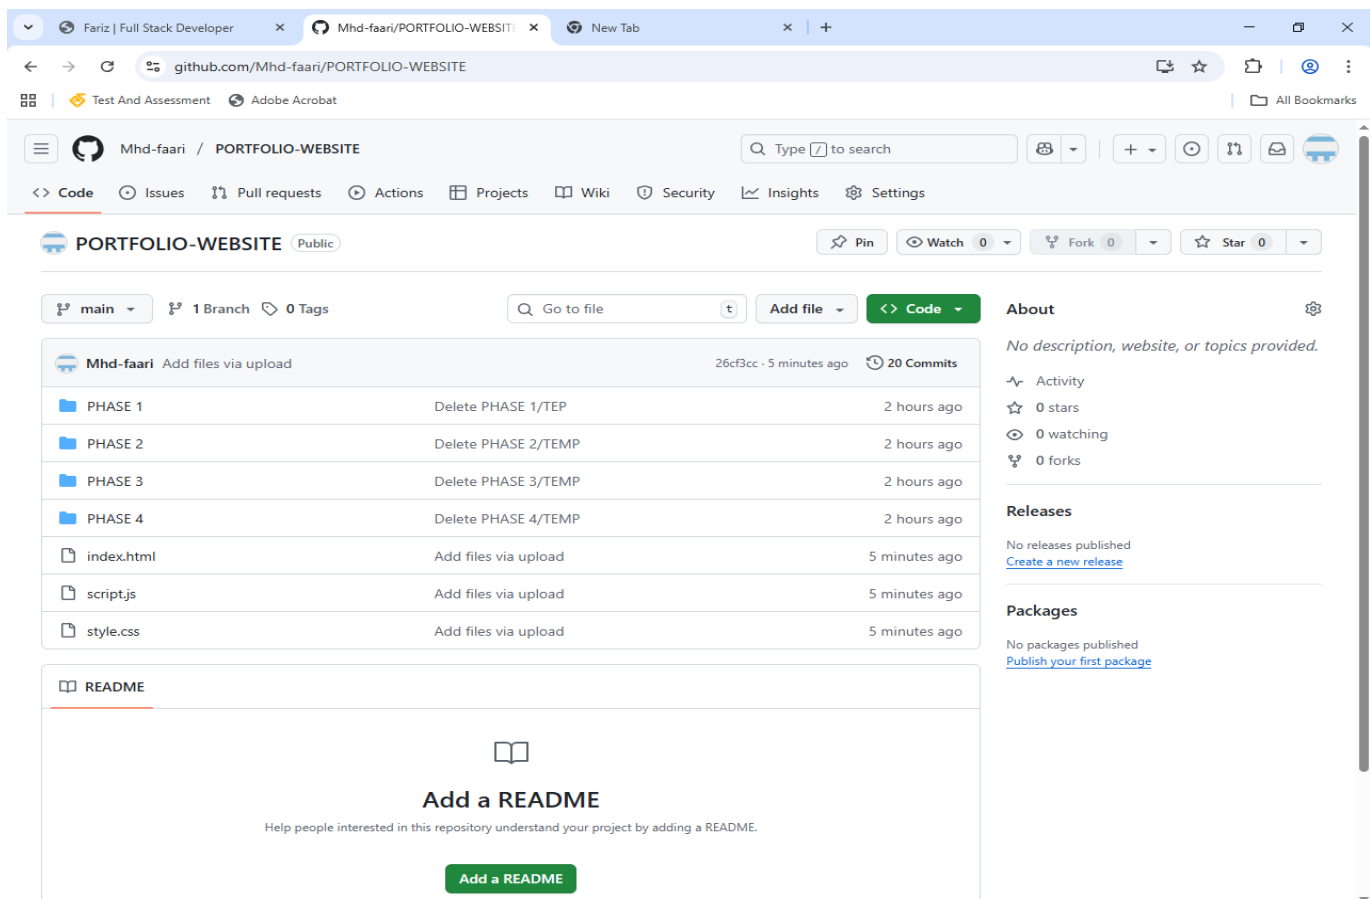 Fariz | Full Stack Developer
Mhd-faari/PORTFOLIO-WEBSITE
New Tab
github.com/Mhd-faari/PORTFOLIO-WEBSITE
Test And Assessment
Adobe Acrobat
All Bookmarks
Mhd-faari / PORTFOLIO-WEBSITE
Type / to search
Code
Issues
Pull requests
Actions
Projects
Wiki
Security
Insights
Settings
PORTFOLIO-WEBSITE Public
Pin
Watch 0
Fork 0
Star 0
main
1 Branch
0 Tags
Go to file t
Add file
<> Code
Mhd-faari Add files via upload
26cf3cc · 5 minutes ago
20 Commits
PHASE 1 Delete PHASE 1/TEP 2 hours ago
PHASE 2 Delete PHASE 2/TEMP 2 hours ago
PHASE 3 Delete PHASE 3/TEMP 2 hours ago
PHASE 4 Delete PHASE 4/TEMP 2 hours ago
index.html Add files via upload 5 minutes ago
script.js Add files via upload 5 minutes ago
style.css Add files via upload 5 minutes ago
README
Add a README
Help people interested in this repository understand your project by adding a README.
Add a README
About
No description, website, or topics provided.
Activity
0 stars
0 watching
0 forks
Releases
No releases published
Create a new release
Packages
No packages published
Publish your first package